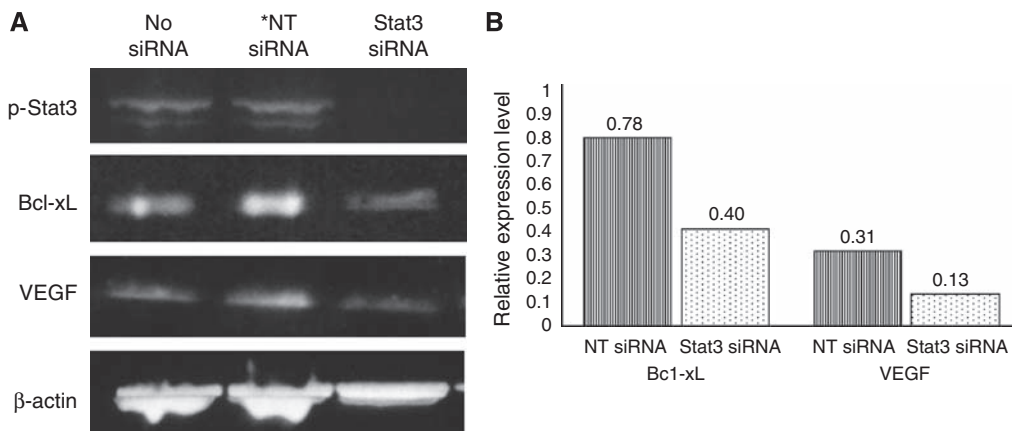 A
No siRNA
*NT siRNA
Stat3 siRNA
p-Stat3
Bcl-xL
VEGF
β-actin
B
Relative expression level
1
0.9
0.8
0.7
0.6
0.5
0.4
0.3
0.2
0.1
0
0.78
0.40
0.31
0.13
NT siRNA
Stat3 siRNA
NT siRNA
Stat3 siRNA
Bc1-xL
VEGF